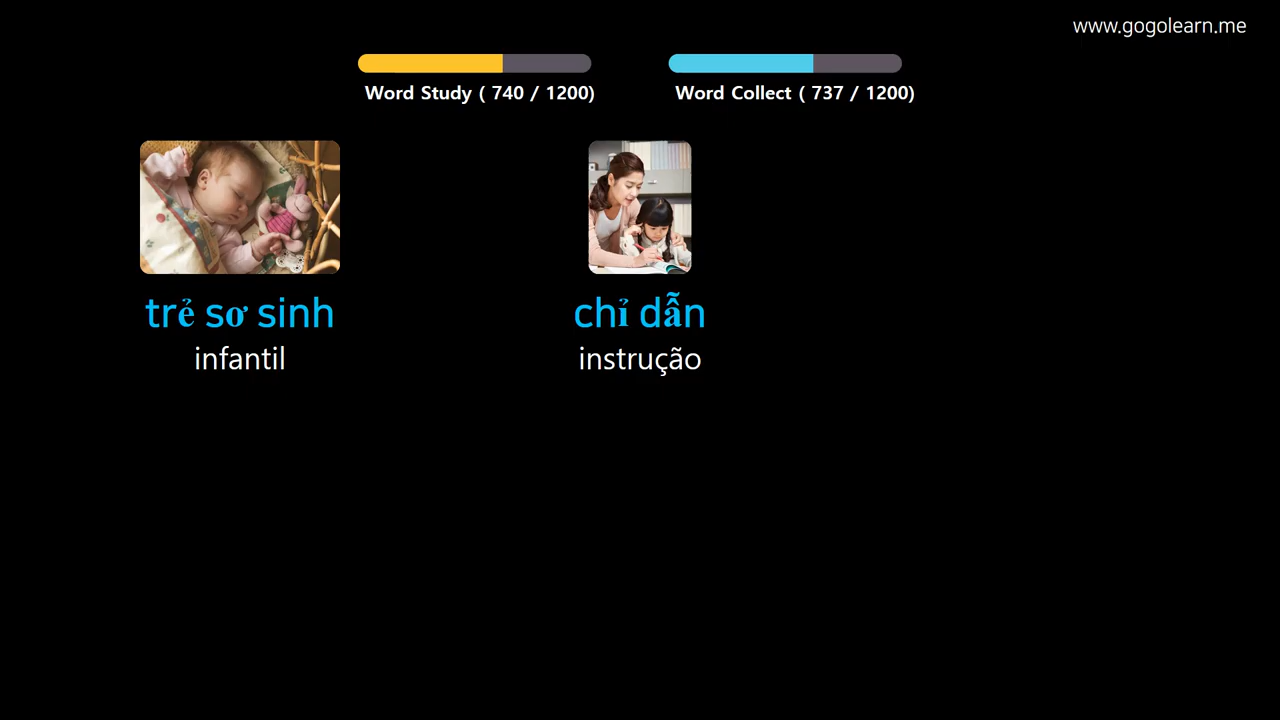 www.gogolearn.me
Word Study ( 740 / 1200)
Word Collect ( 737 / 1200)
trẻ sơ sinh
infantil
chỉ dẫn
instrução